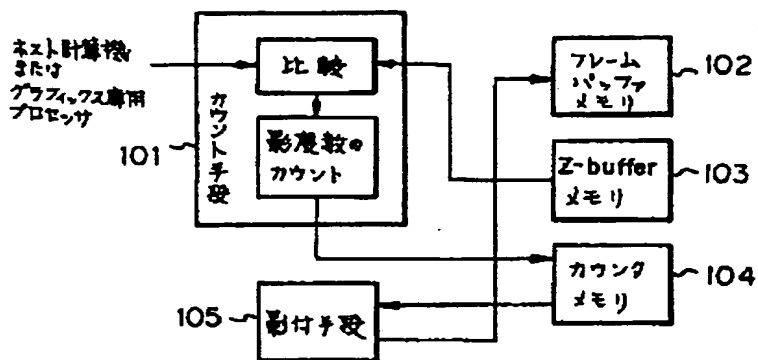 ホスト計算機
または
グラフィックス専用
プロセッサ
101
カウント手段
比較
影度数の
カウント
フレーム
バッファ
メモリ
102
Z-buffer
メモリ
103
カウンタ
メモリ
104
105
影付手段